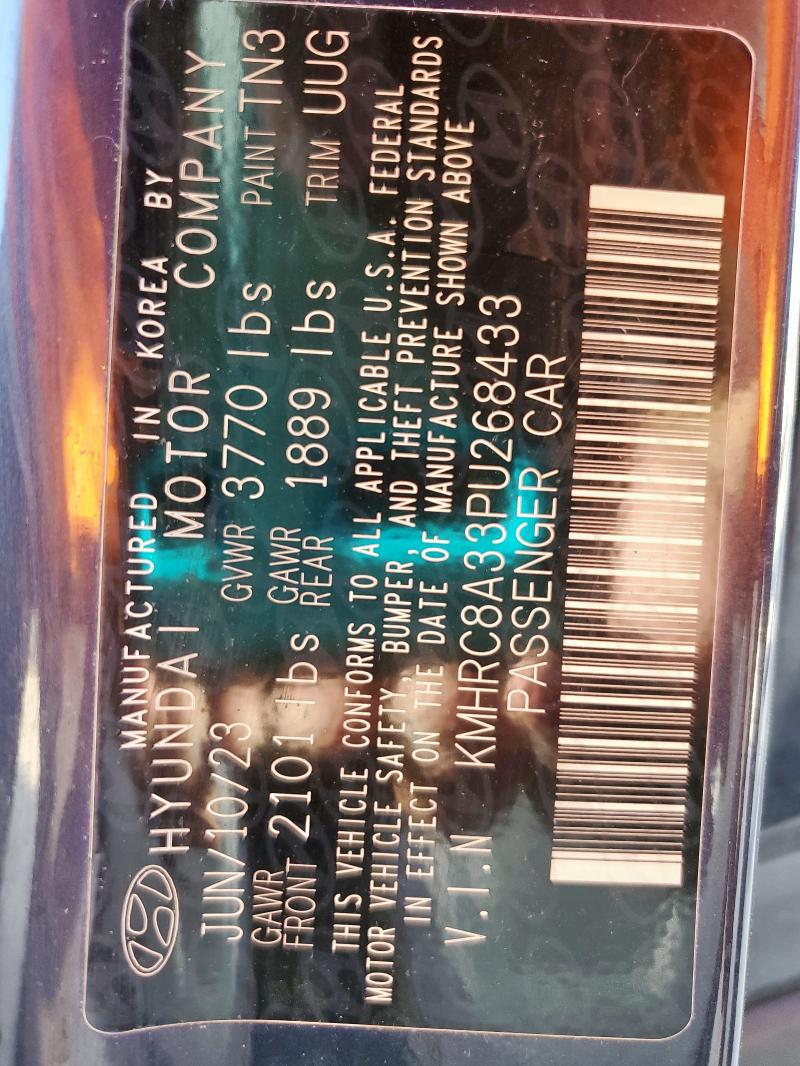 MANUFACTURED IN KOREA BY
HYUNDAI MOTOR COMPANY
JUN/10/23 GVWR 3770 lbs PAINT TN3
GAWR FRONT 2101 lbs GAWR REAR 1889 lbs TRIM UUG
THIS VEHICLE CONFORMS TO ALL APPLICABLE U.S.A. FEDERAL
MOTOR VEHICLE SAFETY, BUMPER, AND THEFT PREVENTION STANDARDS
IN EFFECT ON THE DATE OF MANUFACTURE SHOWN ABOVE
V.I.N KMHRC8A33PU268433
PASSENGER CAR